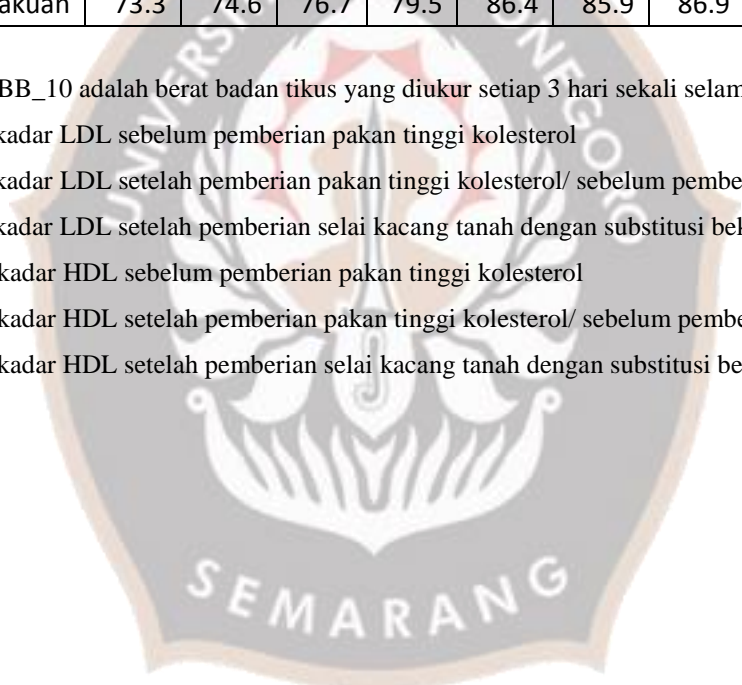 akuan 73.3 74.6 76.7 79.5 86.4 85.9 86.9
BB_10 adalah berat badan tikus yang diukur setiap 3 hari sekali selam
kadar LDL sebelum pemberian pakan tinggi kolesterol
kadar LDL setelah pemberian pakan tinggi kolesterol/ sebelum pembe
kadar LDL setelah pemberian selai kacang tanah dengan substitusi bek
kadar HDL sebelum pemberian pakan tinggi kolesterol
kadar HDL setelah pemberian pakan tinggi kolesterol/ sebelum pembe
kadar HDL setelah pemberian selai kacang tanah dengan substitusi be
SEMARANG